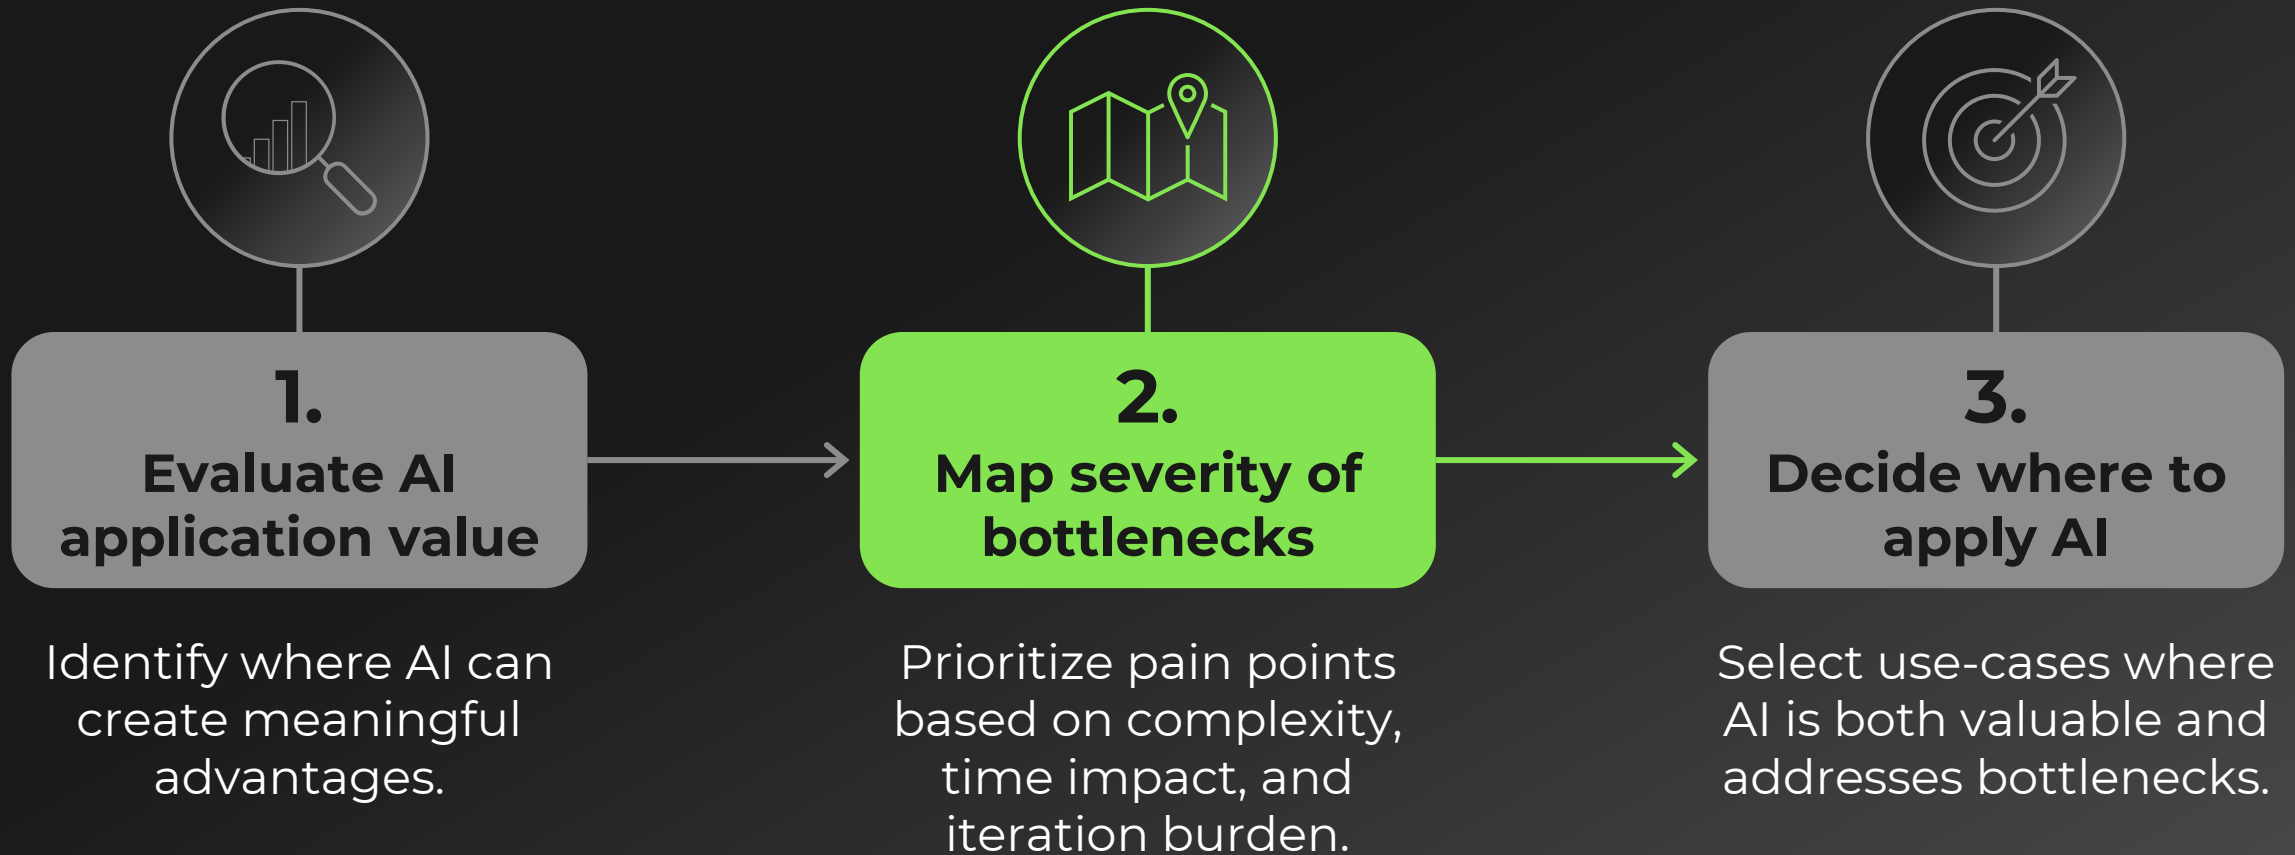 1.
Evaluate AI
application value
Identify where AI can
create meaningful
advantages.
2.
Map severity of
bottlenecks
Prioritize pain points
based on complexity,
time impact, and
iteration burden.
3.
Decide where to
apply AI
Select use-cases where
AI is both valuable and
addresses bottlenecks.